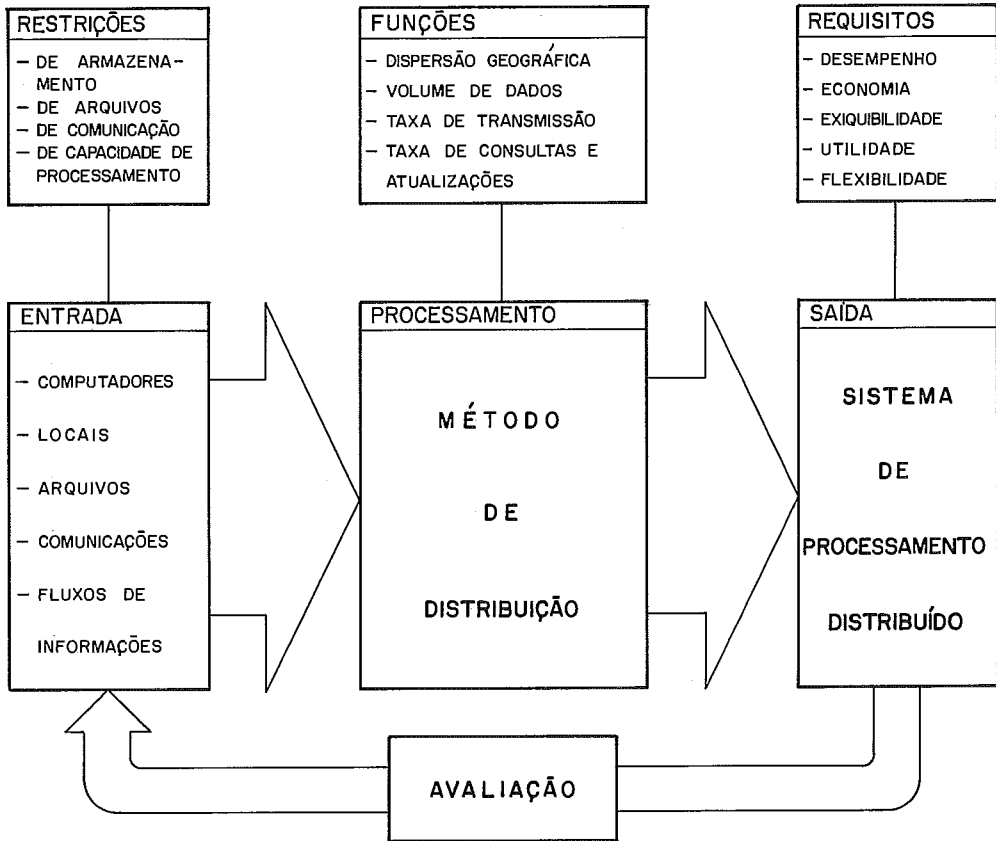 RESTRIÇÕES
– DE ARMAZENA-
MENTO
– DE ARQUIVOS
– DE COMUNICAÇÃO
– DE CAPACIDADE DE
PROCESSAMENTO
FUNÇÕES
– DISPERSÃO GEOGRÁFICA
– VOLUME DE DADOS
– TAXA DE TRANSMISSÃO
– TAXA DE CONSULTAS E
ATUALIZAÇÕES
REQUISITOS
– DESEMPENHO
– ECONOMIA
– EXIQUIBILIDADE
– UTILIDADE
– FLEXIBILIDADE
ENTRADA
– COMPUTADORES
– LOCAIS
– ARQUIVOS
– COMUNICAÇÕES
– FLUXOS DE
INFORMAÇÕES
PROCESSAMENTO
MÉTODO
DE
DISTRIBUIÇÃO
SAÍDA
SISTEMA
DE
PROCESSAMENTO
DISTRIBUÍDO
AVALIAÇÃO